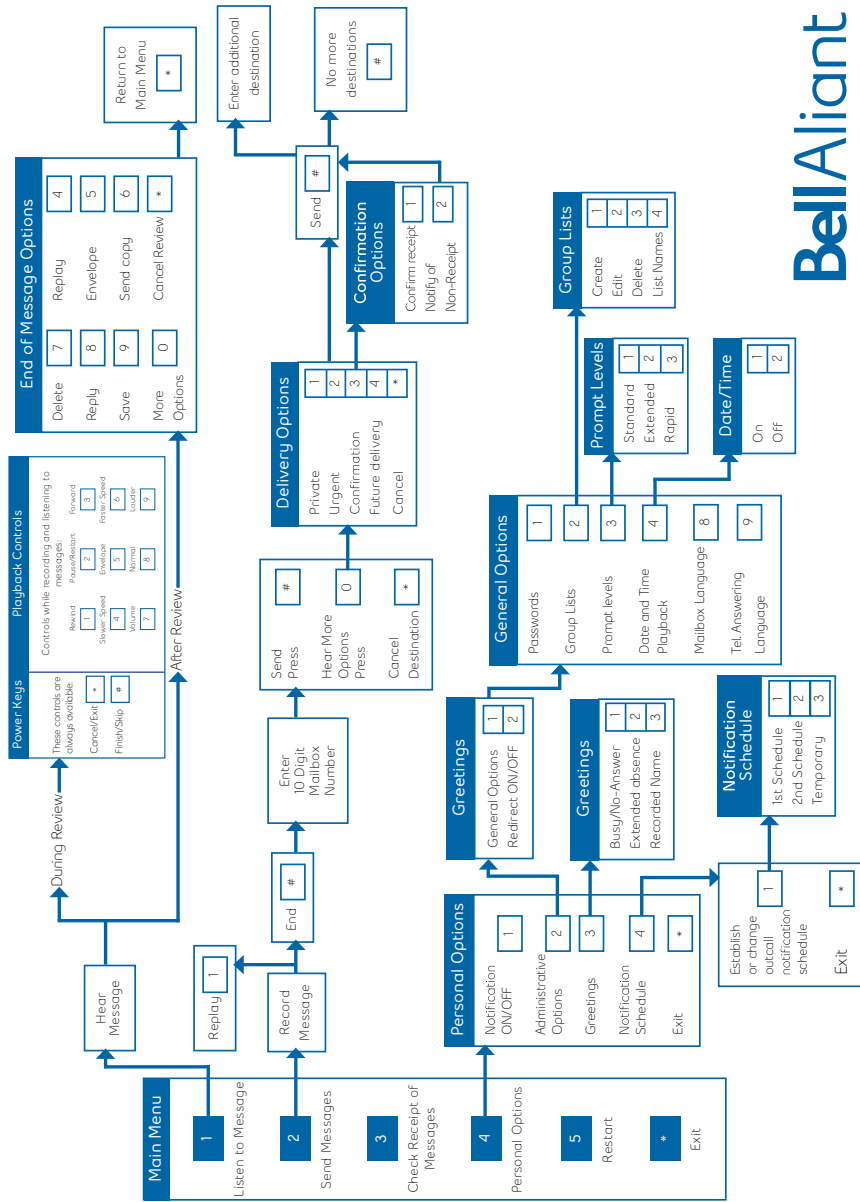 Main Menu
1
Listen to Message
2
Send Messages
3
Check Receipt of
Messages
4
Personal Options
5
Restart
*
Exit
Hear
Message
During Review
After Review
Power Keys
These controls are
always available:
Cancel/Exit
*
Finish/Skip
#
Playback Controls
Controls while recording and listening to
messages:
Rewind
1
Pause/Restart
2
Forward
3
Slower Speed
4
Envelope
5
Faster Speed
6
Volume
7
Normal
8
Louder
9
End of Message Options
Delete
7
Replay
4
Reply
8
Envelope
5
Save
9
Send copy
6
More
Options
0
Cancel Review
*
Return to
Main Menu
*
Record
Message
Replay
1
End
#
Enter
10 Digit
Mailbox
Number
Send
Press
#
Hear More
Options
Press
0
Cancel
Destination
*
Delivery Options
Private
1
Urgent
2
Confirmation
3
Future delivery
4
Cancel
*
Confirmation
Options
Confirm receipt
1
Notify of
Non-Receipt
2
Send
#
Enter additional
destination
No more
destinations
#
Personal Options
Notification
ON/OFF
1
Administrative
Options
2
Greetings
3
Notification
Schedule
4
Exit
*
Greetings
General Options
1
Redirect ON/OFF
2
Greetings
Busy/No-Answer
1
Extended absence
2
Recorded Name
3
Establish
or change
outcall
notification
schedule
1
Exit
*
Notification
Schedule
1st Schedule
1
2nd Schedule
2
Temporary
3
General Options
Passwords
1
Group Lists
2
Prompt levels
3
Date and Time
Playback
4
Mailbox Language
8
Tel. Answering
Language
9
Group Lists
Create
1
Edit
2
Delete
3
List Names
4
Prompt Levels
Standard
1
Extended
2
Rapid
3
Date/Time
On
1
Off
2
BellAliant